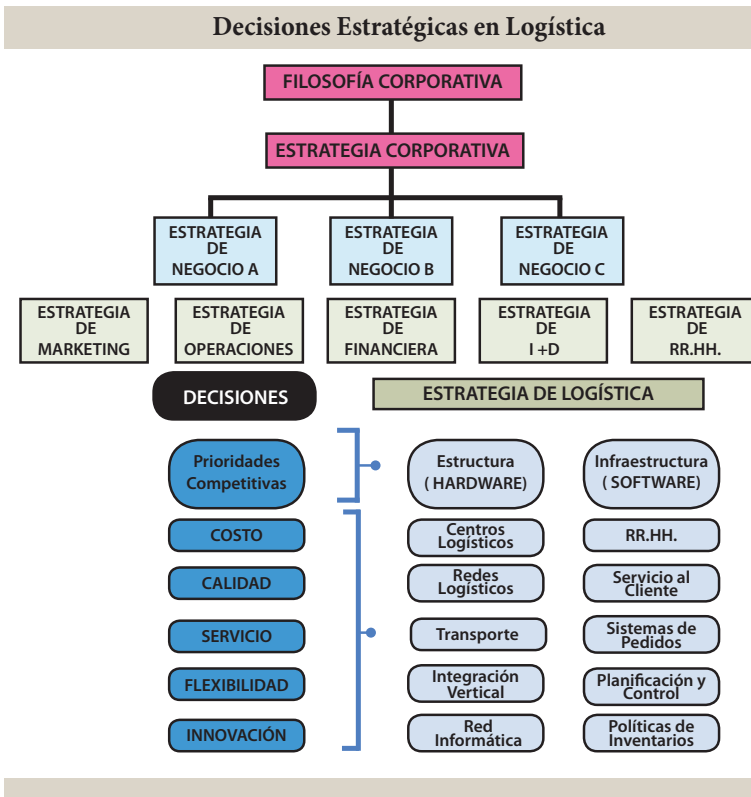 Decisiones Estratégicas en Logística
FILOSOFÍA CORPORATIVA
ESTRATEGIA CORPORATIVA
ESTRATEGIA
DE
NEGOCIO A
ESTRATEGIA
DE
NEGOCIO B
ESTRATEGIA
DE
NEGOCIO C
ESTRATEGIA
DE
MARKETING
ESTRATEGIA
DE
OPERACIONES
ESTRATEGIA
DE
FINANCIERA
ESTRATEGIA
DE
I +D
ESTRATEGIA
DE
RR.HH.
DECISIONES
ESTRATEGIA DE LOGÍSTICA
Prioridades
Competitivas
Estructura
( HARDWARE)
Infraestructura
( SOFTWARE)
COSTO
Centros
Logísticos
RR.HH.
CALIDAD
Redes
Logísticos
Servicio al
Cliente
SERVICIO
Transporte
Sistemas de
Pedidos
FLEXIBILIDAD
Integración
Vertical
Planificación y
Control
INNOVACIÓN
Red
Informática
Políticas de
Inventarios